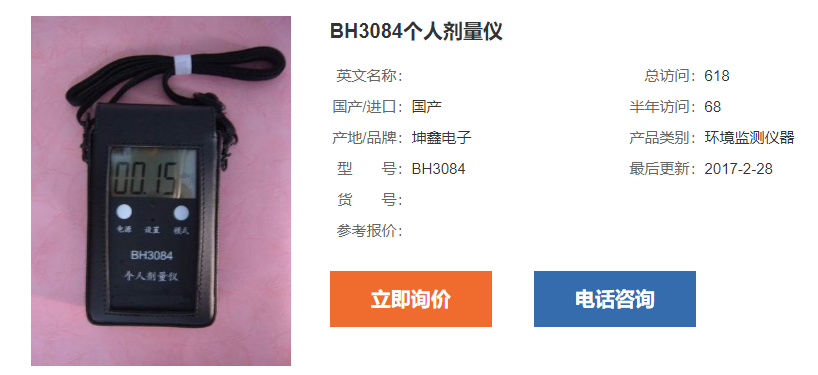 BH3084个人剂量仪
英文名称：
总访问：618
国产/进口：国产
半年访问：68
产地/品牌：坤鑫电子
产品类别：环境监测仪器
型 号：BH3084
最后更新：2017-2-28
货 号：
参考报价：
立即询价
电话咨询
00.15
电源 设置 模式
BH3084
个人剂量仪